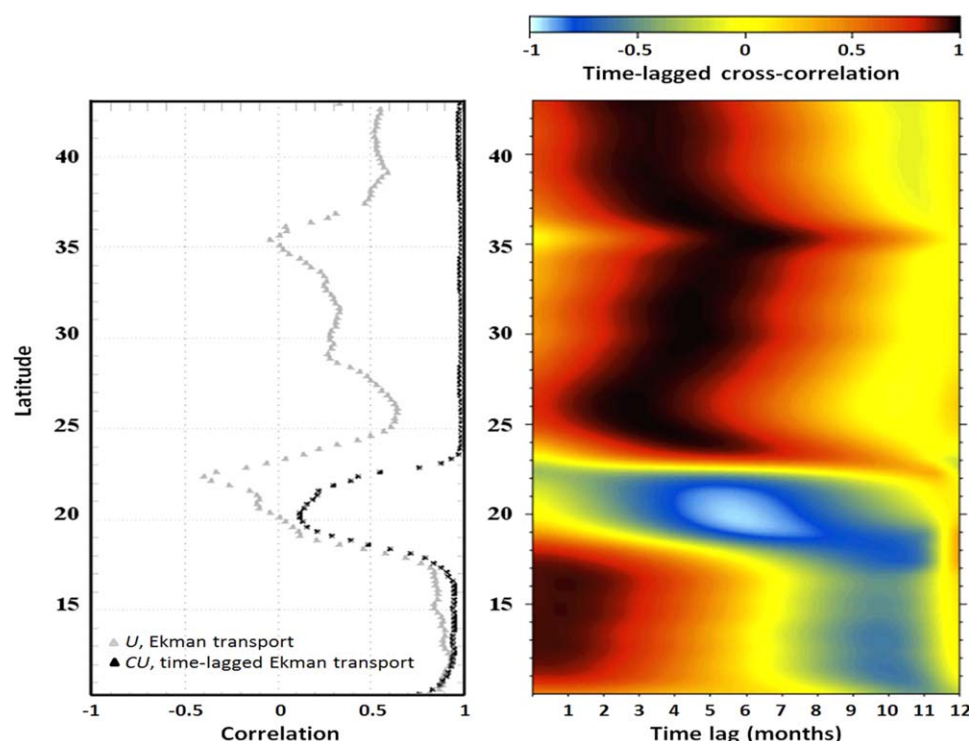 -1 -0.5 0 0.5 1
Time-lagged cross-correlation
Latitude
40
35
30
25
20
15
U, Ekman transport
CU, time-lagged Ekman transport
-1 -0.5 0 0.5 1
Correlation
40
35
30
25
20
15
1 2 3 4 5 6 7 8 9 10 11 12
Time lag (months)